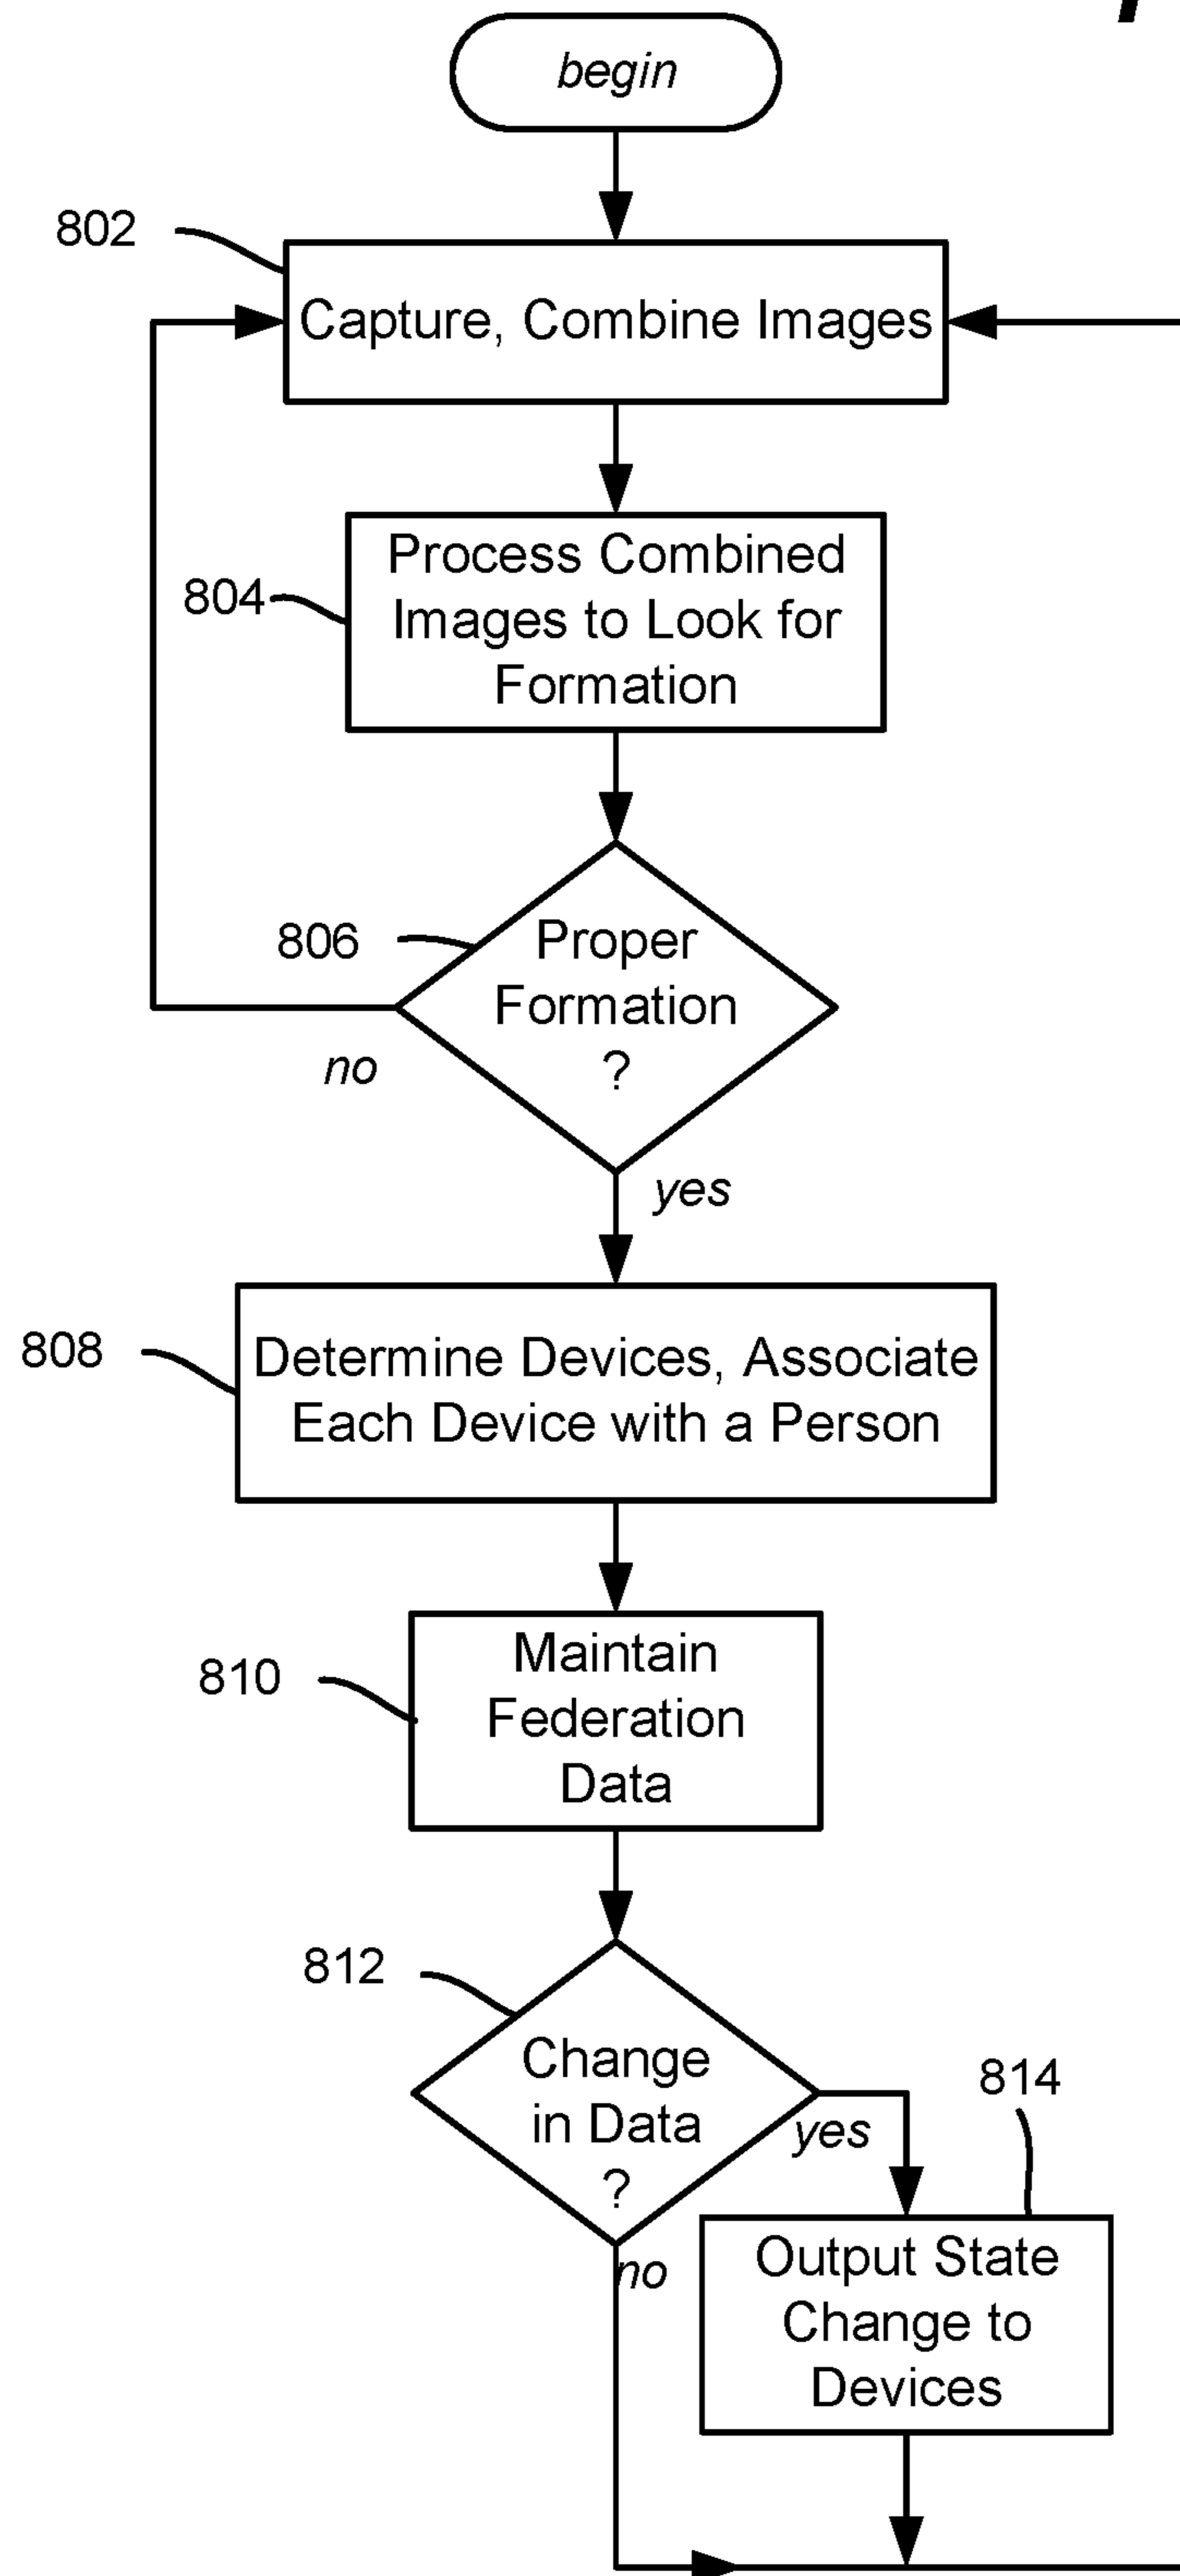 begin
802
Capture, Combine Images
804
Process Combined
Images to Look for
Formation
806
Proper
Formation
?
no
yes
808
Determine Devices, Associate
Each Device with a Person
810
Maintain
Federation
Data
812
Change
in Data
?
yes
no
814
Output State
Change to
Devices